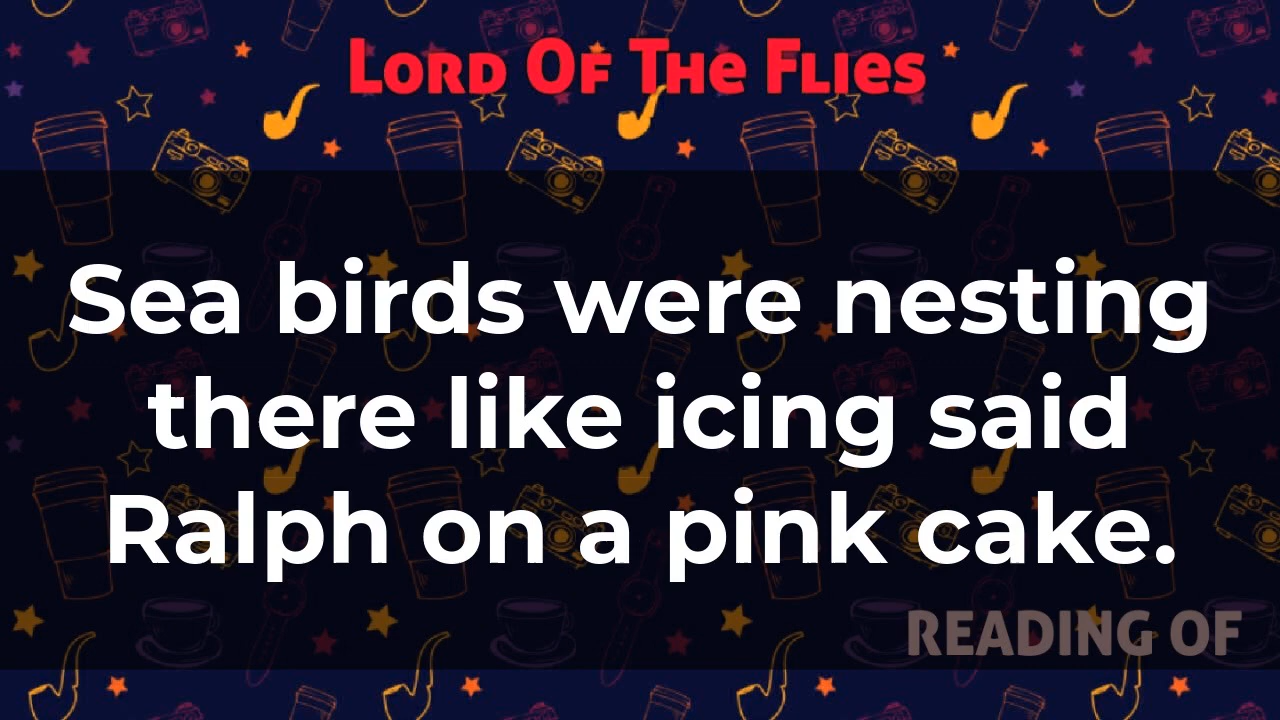 Lord Of The Flies
Sea birds were nesting
there like icing said
Ralph on a pink cake.
READING OF